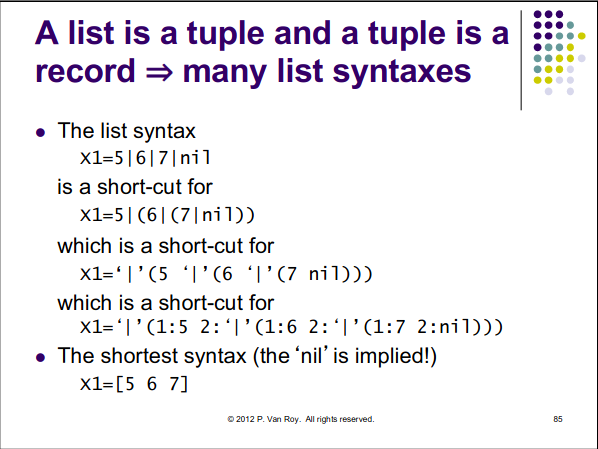 A list is a tuple and a tuple is a
record ⇒ many list syntaxes
● The list syntax
X1=5|6|7|nil
is a short-cut for
X1=5|(6|(7|nil))
which is a short-cut for
X1=‘|’(5 ‘|’(6 ‘|’(7 nil)))
which is a short-cut for
X1=‘|’(1:5 2:‘|’(1:6 2:‘|’(1:7 2:nil)))
● The shortest syntax (the ‘nil’ is implied!)
X1=[5 6 7]
© 2012 P. Van Roy. All rights reserved.
85